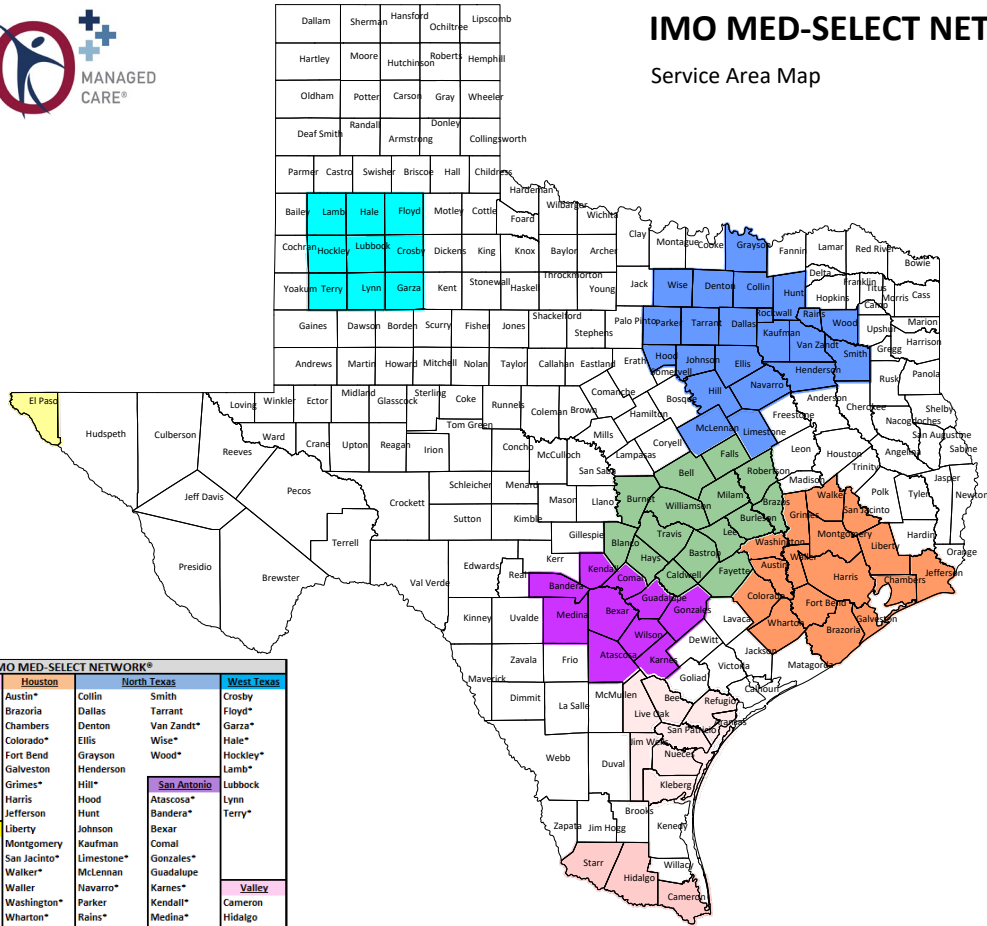 IMO MED-SELECT NET
Service Area Map
MANAGED
CARE®
Dallam Sherman Hansford Ochiltree Lipscomb
Hartley Moore Hutchinson Roberts Hemphill
Oldham Potter Carson Gray Wheeler
Deaf Smith Randall Armstrong Donley Collingsworth
Parmer Castro Swisher Briscoe Hall Childress
Hardeman
Bailey Lamb Hale Floyd Motley Cottle Foard Wilbarger Wichita
Clay Montague Cooke Grayson Fannin Lamar Red River Bowie
Cochran Hockley Lubbock Crosby Dickens King Knox Baylor Archer
Yoakum Terry Lynn Garza Kent Stonewall Haskell Throckmorton Young Jack Wise Denton Collin Hunt Delta Hopkins Franklin Titus Camp Morris Cass
Gaines Dawson Borden Scurry Fisher Jones Shackelford Stephens Palo Pinto Parker Tarrant Dallas Rockwall Kaufman Rains Wood Upshur Marion Harrison
Andrews Martin Howard Mitchell Nolan Taylor Callahan Eastland Erath Hood Somervell Johnson Ellis Van Zandt Henderson Smith Gregg Rusk Panola
El Paso Hudspeth Culberson Reeves Loving Winkler Ector Midland Glasscock Sterling Coke Runnels Coleman Brown Comanche Hamilton Bosque Hill Navarro Freestone Anderson Cherokee Nacogdoches Shelby
Ward Crane Upton Reagan Irion Tom Green Concho McCulloch San Saba Mills Lampasas Coryell McLennan Limestone Falls Leon Houston Trinity Angelina San Augustine Sabine
Jeff Davis Pecos Crockett Schleicher Menard Mason Llano Burnet Bell Williamson Milam Robertson Madison Brazos Grimes Walker San Jacinto Polk Tyler Jasper Newton
Presidio Brewster Terrell Sutton Kimble Gillespie Blanco Travis Hays Bastrop Lee Burleson Washington Waller Montgomery Liberty Hardin Orange
Val Verde Edwards Real Kerr Bandera Kendall Comal Caldwell Fayette Austin Colorado Harris Chambers Jefferson
Kinney Uvalde Medina Bexar Guadalupe Gonzales Lavaca Wharton Fort Bend Brazoria Galveston
Maverick Zavala Frio Atascosa Wilson Karnes DeWitt Victoria Jackson Matagorda
Dimmit La Salle McMullen Live Oak Bee Goliad Refugio Calhoun Aransas
Webb Duval Jim Wells San Patricio Nueces Kleberg
Zapata Jim Hogg Brooks Kenedy
Starr Hidalgo Willacy Cameron
MO MED-SELECT NETWORK®
Houston North Texas West Texas
Austin* Collin Smith Crosby
Brazoria Dallas Tarrant Floyd*
Chambers Denton Van Zandt* Garza*
Colorado* Ellis Wise* Hale*
Fort Bend Grayson Wood* Hockley*
Galveston Henderson Lamb*
Grimes* Hill* San Antonio Lubbock
Harris Hood Atascosa* Lynn
Jefferson Hunt Bandera* Terry*
Liberty Johnson Bexar
Montgomery Kaufman Comal
San Jacinto* Limestone* Gonzales*
Walker* McLennan Guadalupe
Waller Navarro* Karnes* Valley
Washington* Parker Kendall* Cameron
Wharton* Rains* Medina* Hidalgo